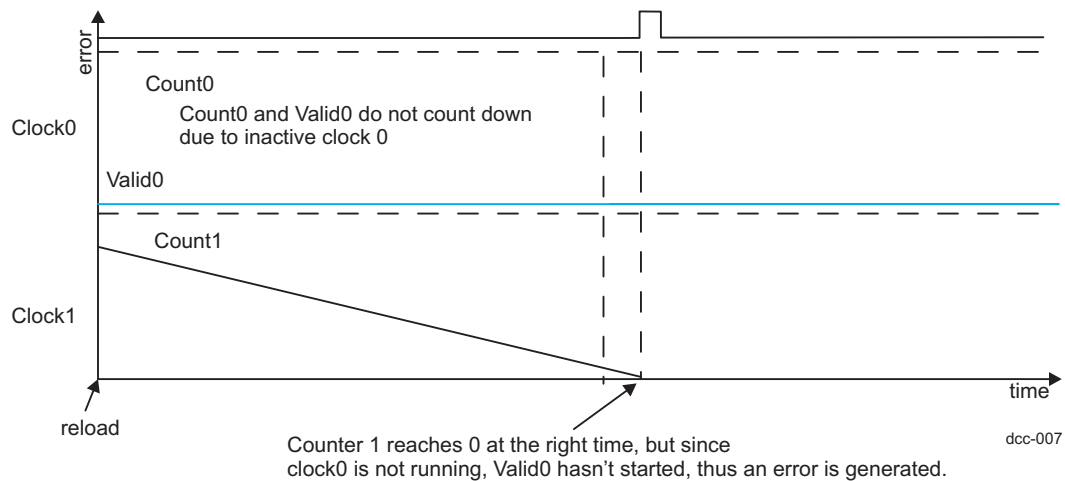 error
Count0
Count0 and Valid0 do not count down
due to inactive clock 0
Clock0
Valid0
Count1
Clock1
time
reload
dcc-007
Counter 1 reaches 0 at the right time, but since
clock0 is not running, Valid0 hasn't started, thus an error is generated.